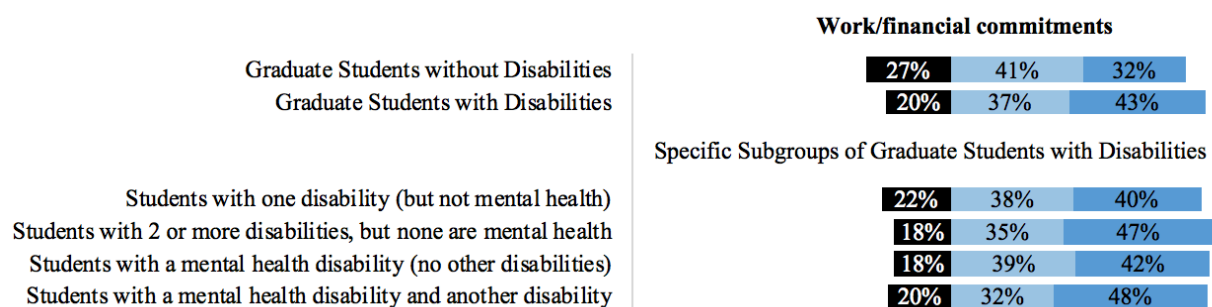 Work/financial commitments
Graduate Students without Disabilities 27% 41% 32%
Graduate Students with Disabilities 20% 37% 43%
Specific Subgroups of Graduate Students with Disabilities
Students with one disability (but not mental health) 22% 38% 40%
Students with 2 or more disabilities, but none are mental health 18% 35% 47%
Students with a mental health disability (no other disabilities) 18% 39% 42%
Students with a mental health disability and another disability 20% 32% 48%